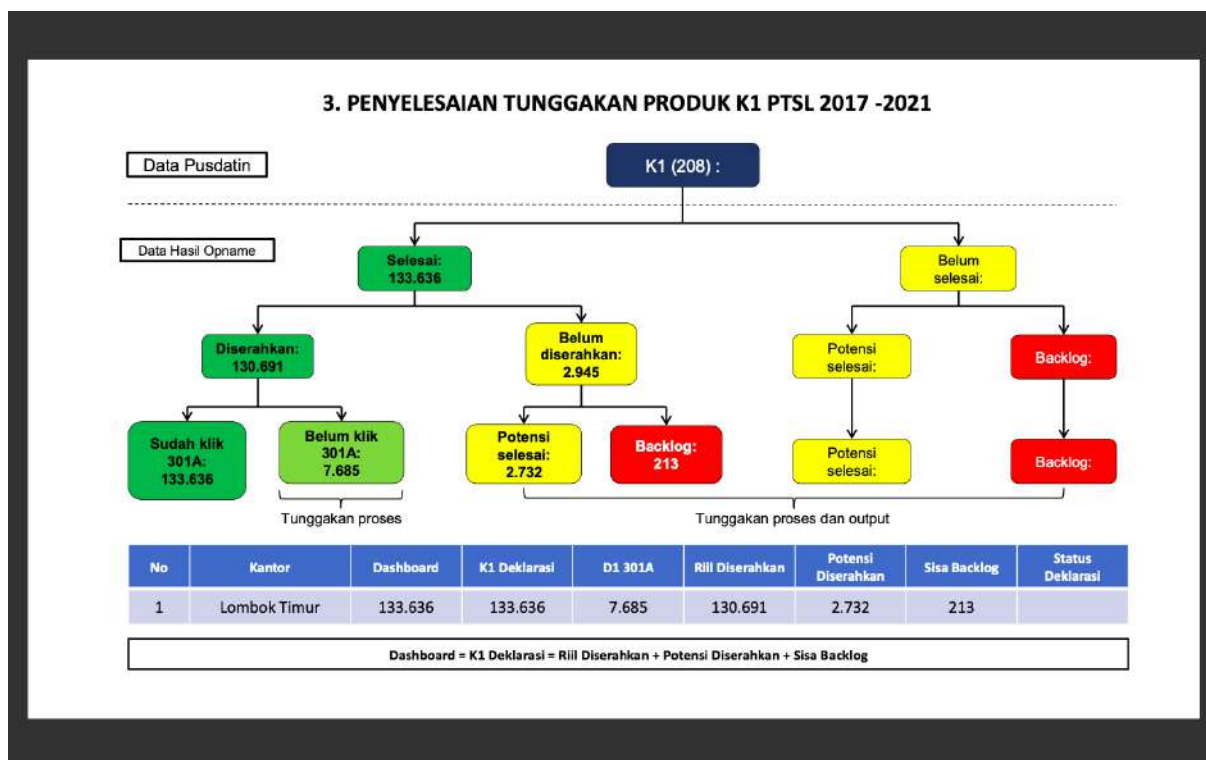 3. PENYELESAIAN TUNGGAKAN PRODUK K1 PTSL 2017 -2021
Data Pusdatin
K1 (208) :
Data Hasil Opname
Selesai:
133.636
Belum
selesai:
Diserahkan:
130.691
Belum
diserahkan:
2.945
Potensi
selesai:
Backlog:
Sudah klik
301A:
133.636
Belum klik
301A:
7.685
Potensi
selesai:
2.732
Backlog:
213
Potensi
selesai:
Backlog:
Tunggakan proses
Tunggakan proses dan output
No Kantor Dashboard K1 Deklarasi D1 301A Riil Diserahkan Potensi Diserahkan Sisa Backlog Status Deklarasi
1 Lombok Timur 133.636 133.636 7.685 130.691 2.732 213
Dashboard = K1 Deklarasi = Riil Diserahkan + Potensi Diserahkan + Sisa Backlog